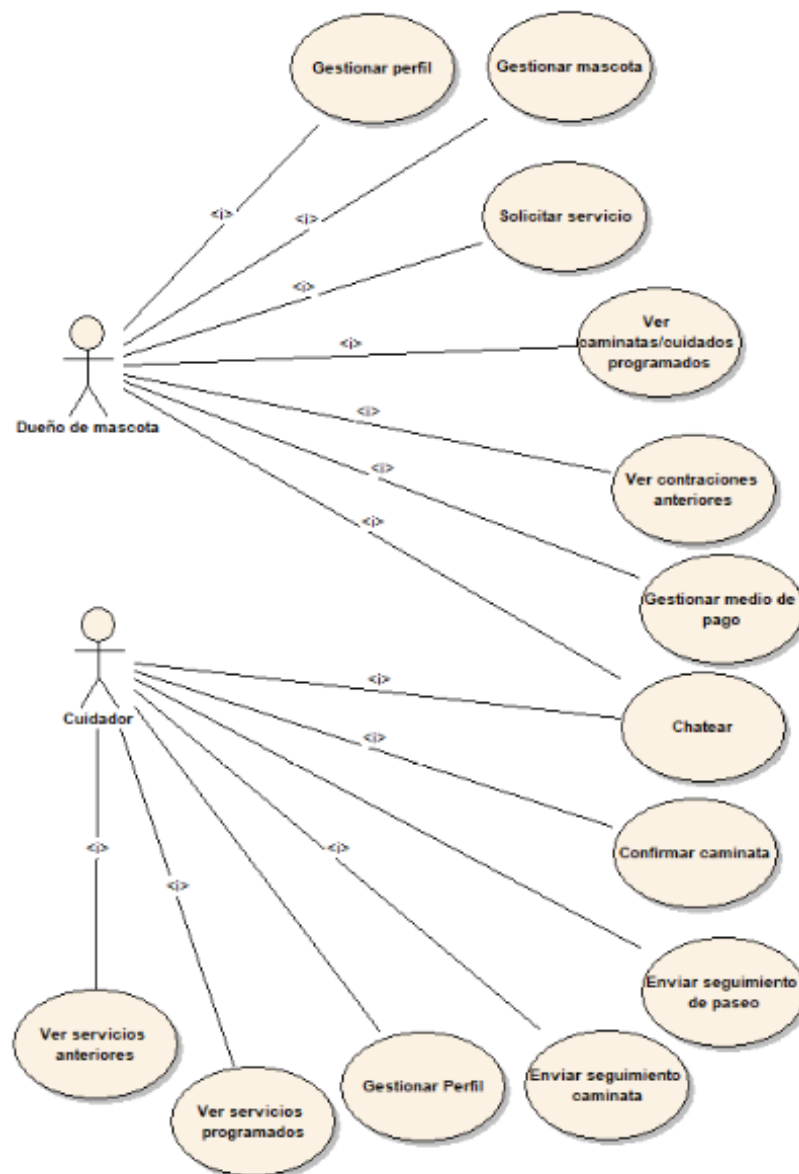 Gestionar perfil
Gestionar mascota
<i>
<i>
Solicitar servicio
<i>
Ver
caminatas/cuidados
programados
<i>
Dueño de mascota
<i>
Ver contraciones
anteriores
<i>
<i>
Gestionar medio de
pago
<i>
Cuidador
Chatear
<i>
Confirmar caminata
<i>
<i>
<i>
Enviar seguimiento
de paseo
Ver servicios
anteriores
Gestionar Perfil
Enviar seguimiento
caminata
Ver servicios
programados